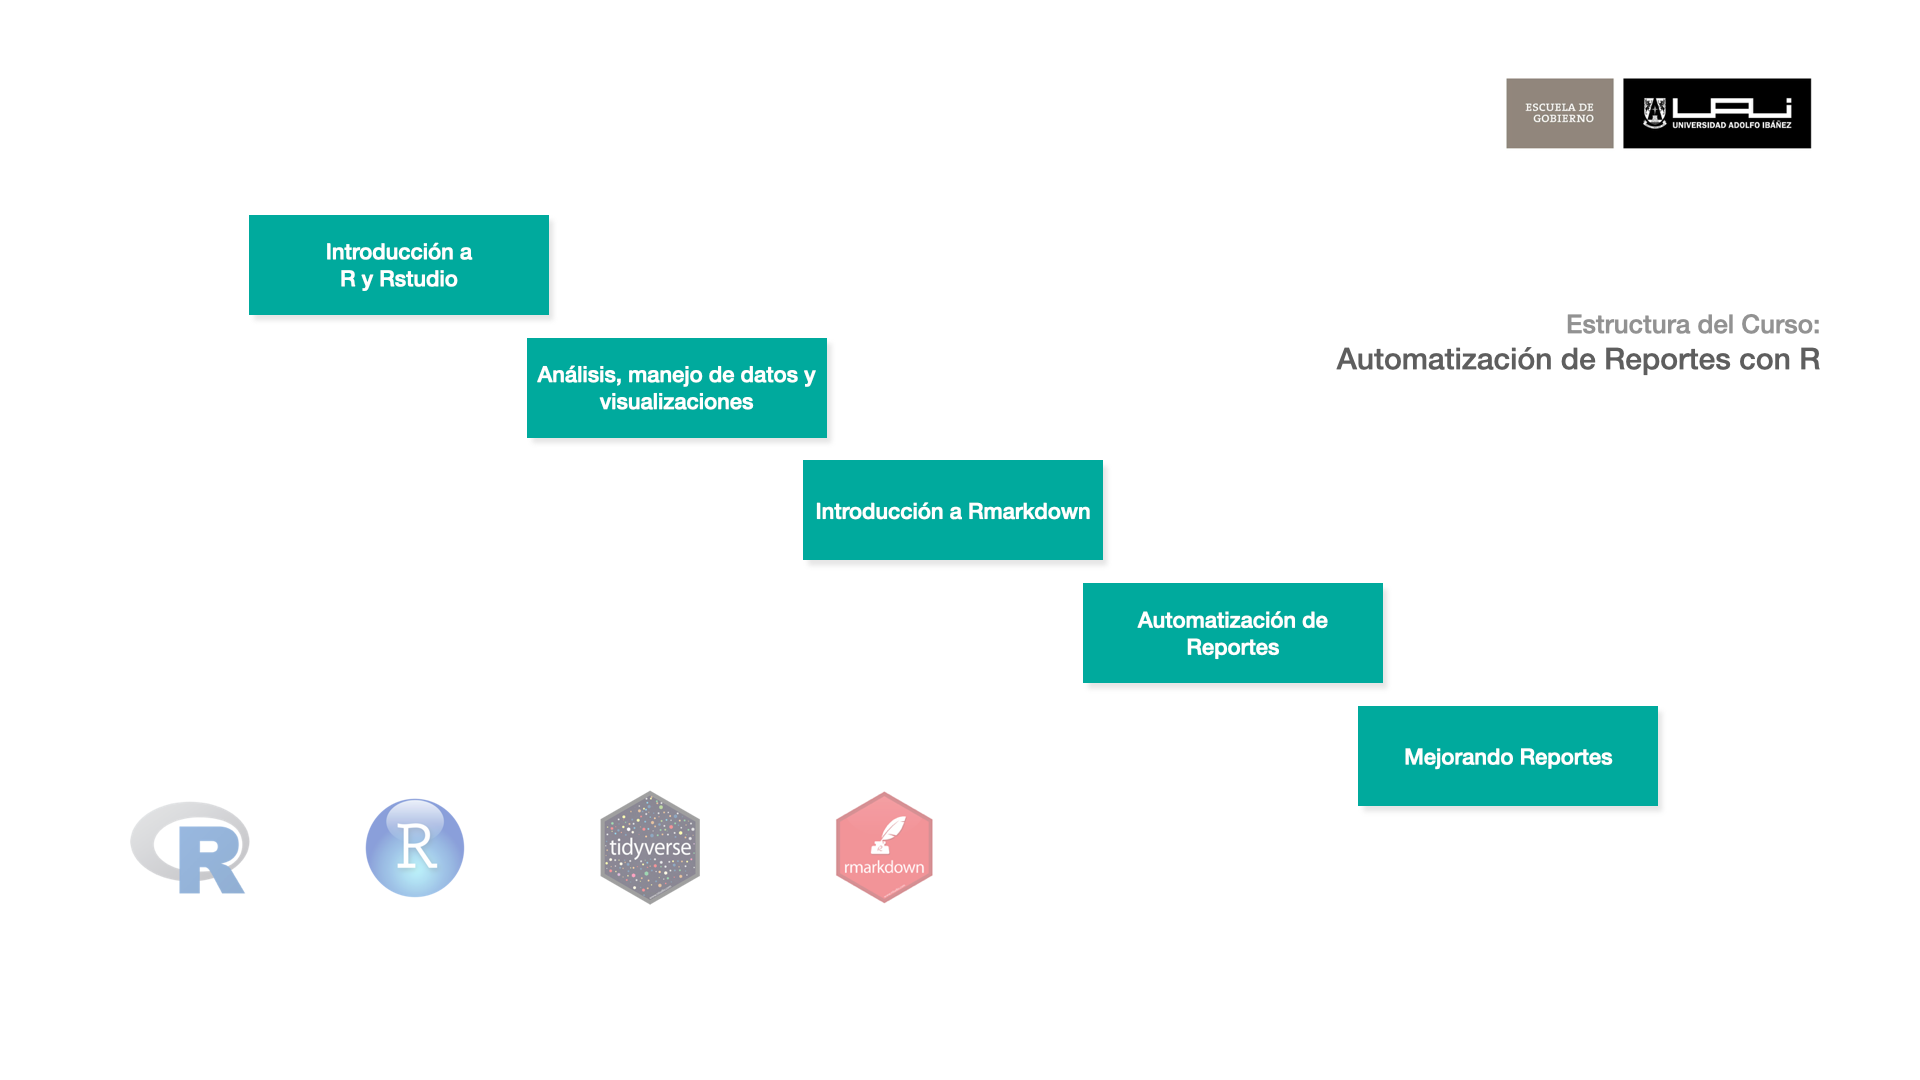 ESCUELA DE
GOBIERNO
UAI
UNIVERSIDAD ADOLFO IBÁÑEZ
Introducción a
R y Rstudio
Estructura del Curso:
Automatización de Reportes con R
Análisis, manejo de datos y
visualizaciones
Introducción a Rmarkdown
Automatización de
Reportes
Mejorando Reportes
R
R
tidyverse
rmarkdown